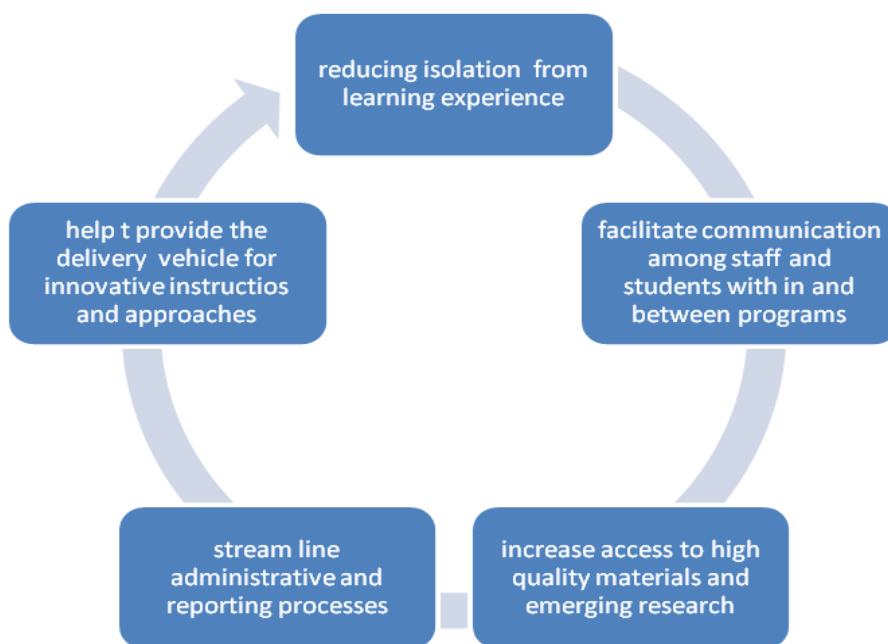 reducing isolation from
learning experience
facilitate communication
among staff and
students with in and
between programs
increase access to high
quality materials and
emerging research
stream line
administrative and
reporting processes
help t provide the
delivery vehicle for
innovative instructios
and approaches